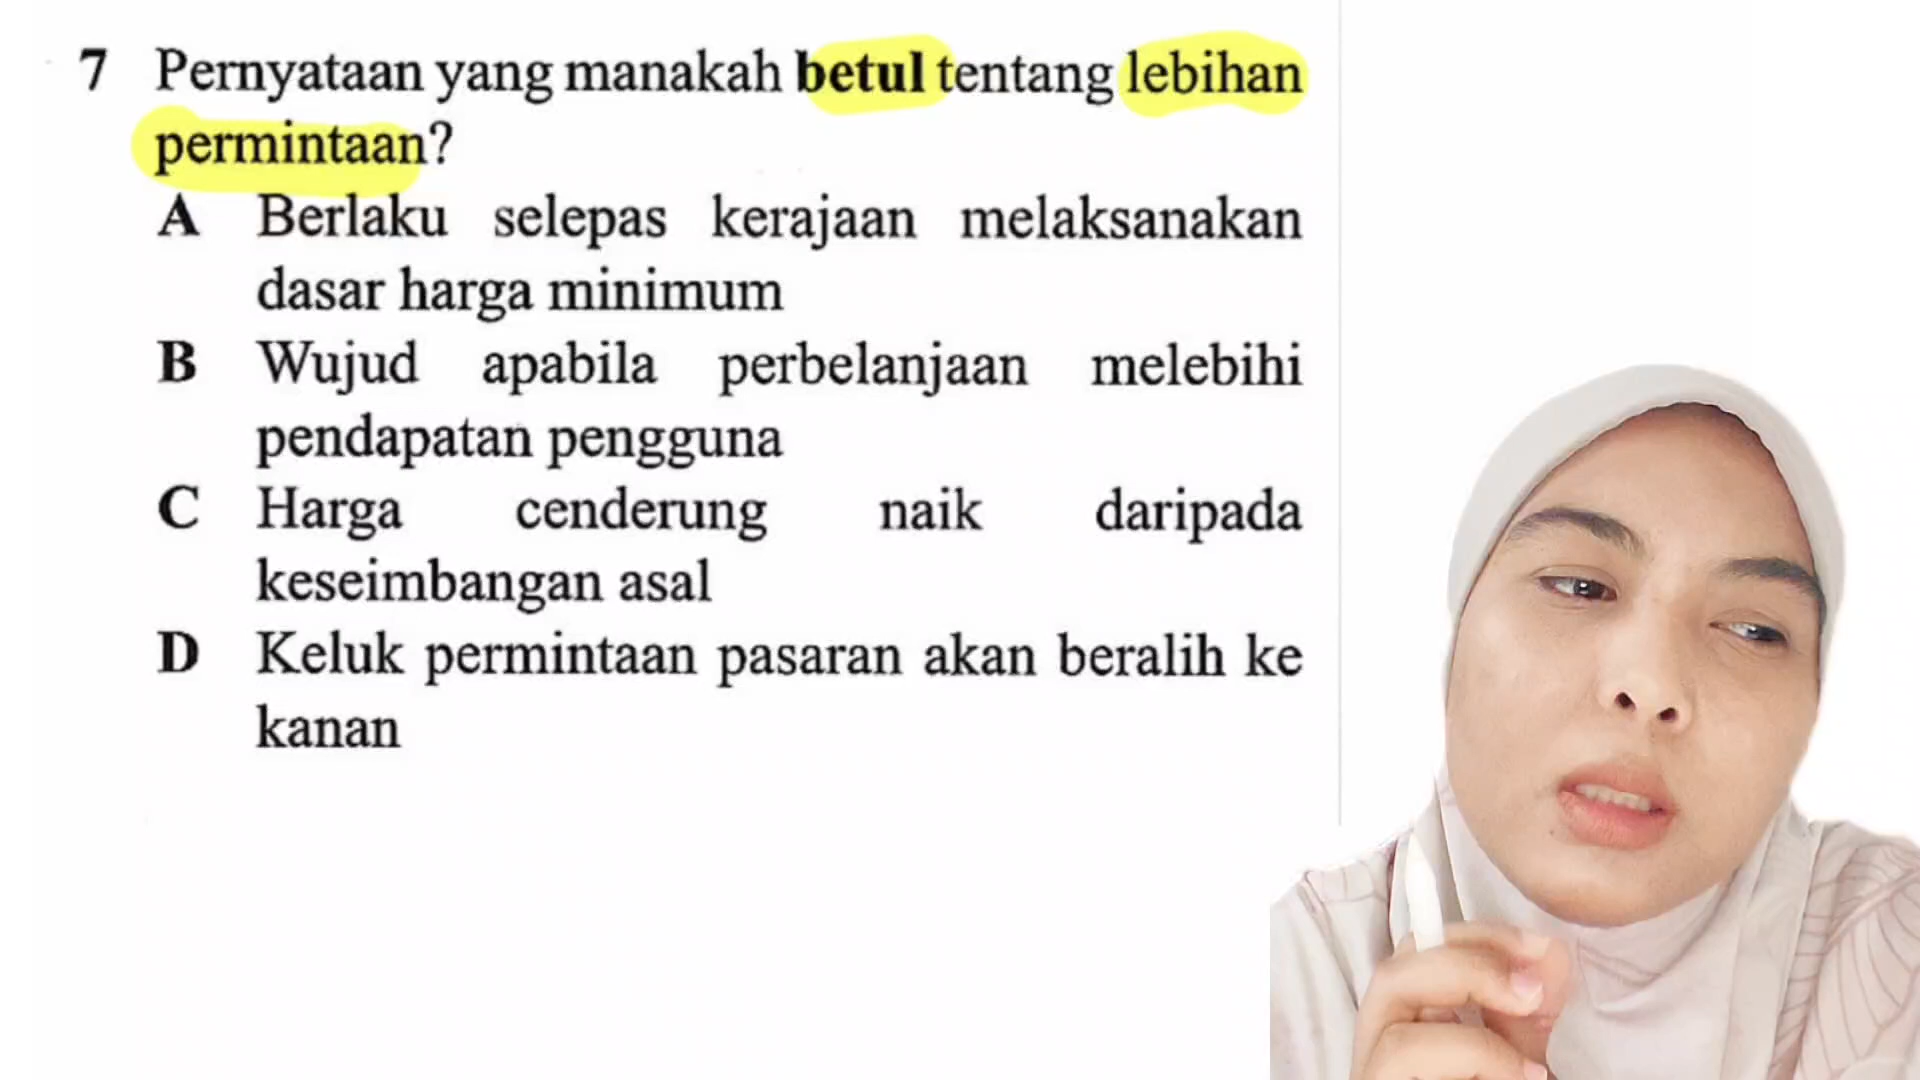 7 Pernyataan yang manakah betul tentang lebihan
permintaan?
A Berlaku selepas kerajaan melaksanakan
dasar harga minimum
B Wujud apabila perbelanjaan melebihi
pendapatan pengguna
C Harga cenderung naik daripada
keseimbangan asal
D Keluk permintaan pasaran akan beralih ke
kanan